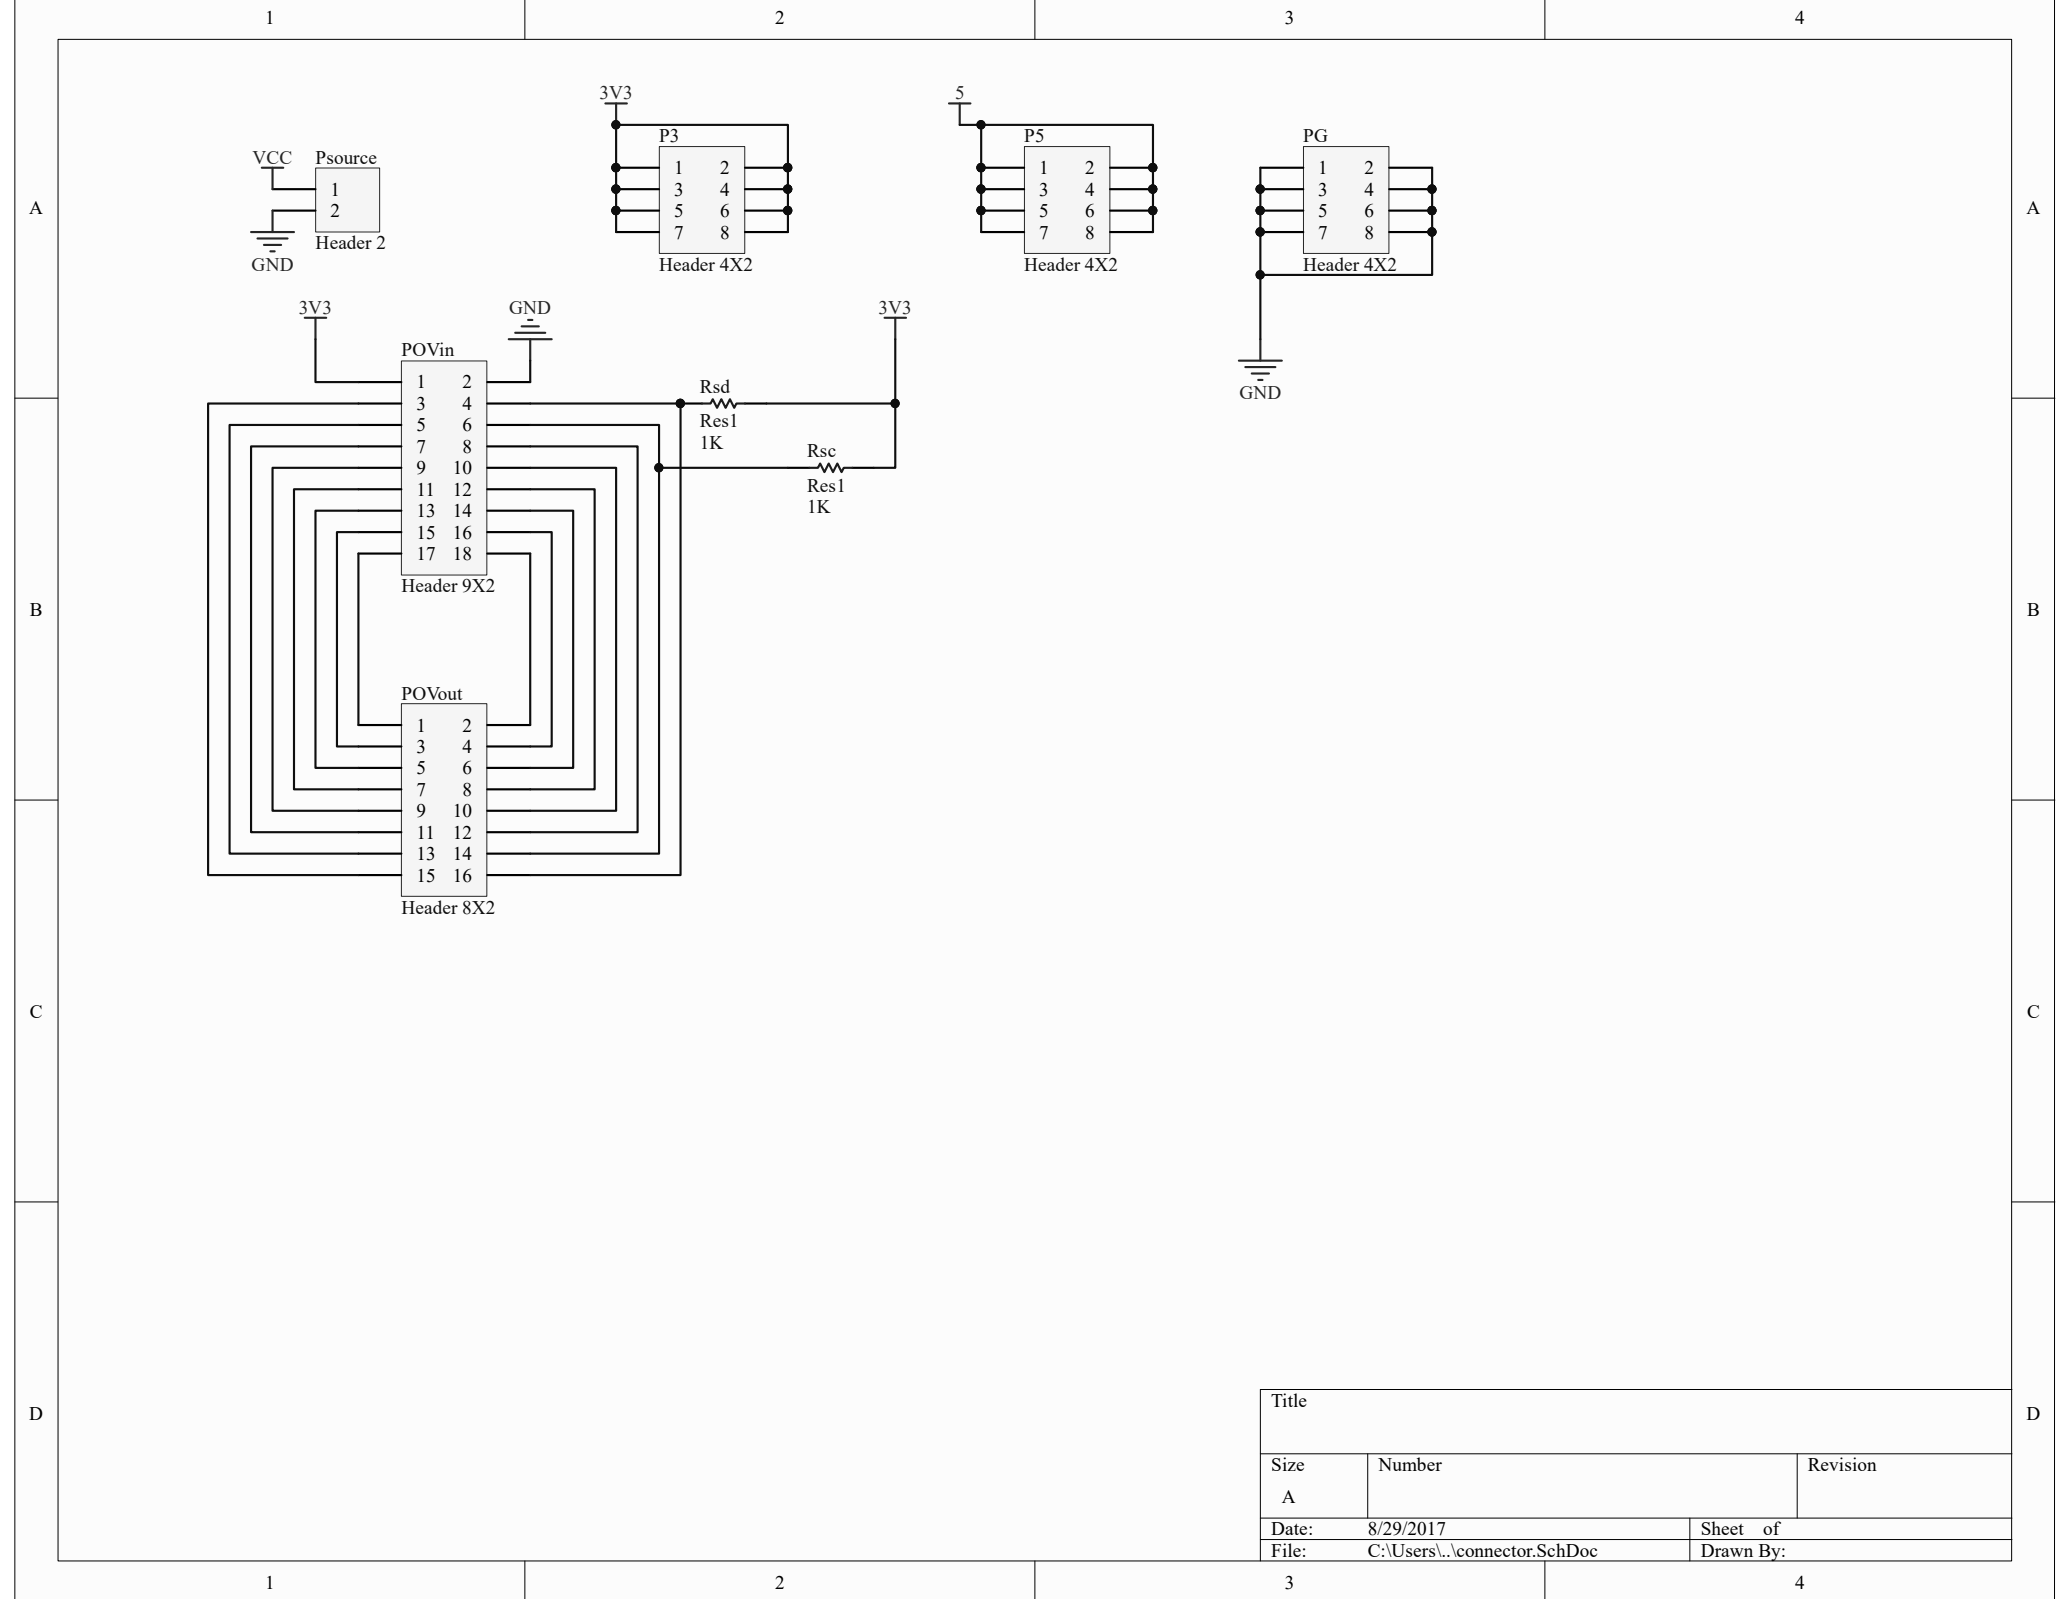 1 2 3 4
3V3 5
P3 P5 PG
VCC Psource
1 2 1 2 1 2
1
3 4 3 4 3 4
A A
2
5 6 5 6 5 6
7 8 7 8 7 8
Header 2
GND
Header 4X2 Header 4X2 Header 4X2
3V3 GND 3V3
POVin
1 2
Rsd
GND
3 4
Res1
5 6
1K
7 8
Rsc
9 10
Res1
11 12
1K
13 14
15 16
17 18
Header 9X2
B B
POVout
1 2
3 4
5 6
7 8
9 10
11 12
13 14
15 16
Header 8X2
C C
Title
D D
Size Number Revision
A
Date: 8/29/2017 Sheet of
File: C:\Users\..\connector.SchDoc Drawn By:
1 2 3 4